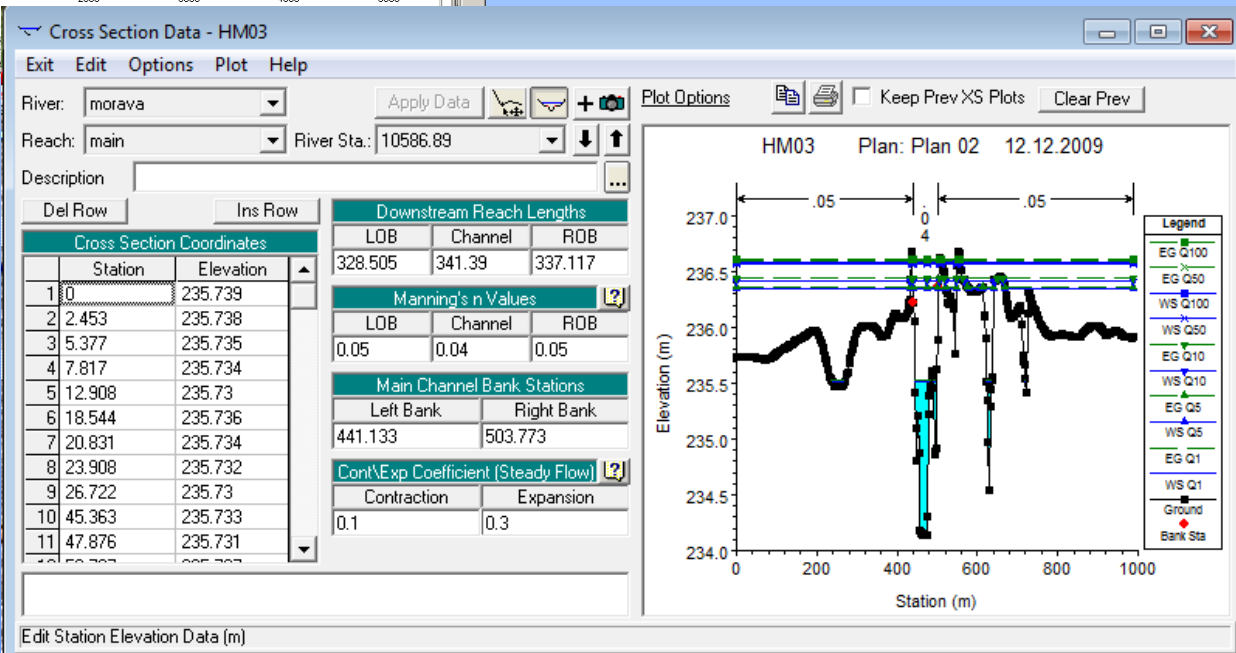 Cross Section Data - HM03
Exit Edit Options Plot Help
River: morava Apply Data
Reach: main River Sta.: 10586.89
Description ...
Del Row Ins Row
Cross Section Coordinates
Station Elevation
1 0 235.739
2 2.453 235.738
3 5.377 235.735
4 7.817 235.734
5 12.908 235.73
6 18.544 235.736
7 20.831 235.734
8 23.908 235.732
9 26.722 235.73
10 45.363 235.733
11 47.876 235.731
Downstream Reach Lengths
LOB Channel ROB
328.505 341.39 337.117
Manning's n Values
LOB Channel ROB
0.05 0.04 0.05
Main Channel Bank Stations
Left Bank Right Bank
441.133 503.773
Cont\Exp Coefficient (Steady Flow)
Contraction Expansion
0.1 0.3
Edit Station Elevation Data (m)
Plot Options Keep Prev XS Plots Clear Prev
HM03 Plan: Plan 02 12.12.2009
.05 .04 .05
237.0
236.5
236.0
235.5
235.0
234.5
234.0
Elevation (m)
0 200 400 600 800 1000
Station (m)
Legend
EG Q100
EG Q50
WS Q100
WS Q50
EG Q10
WS Q10
EG Q5
WS Q5
EG Q1
WS Q1
Ground
Bank Sta